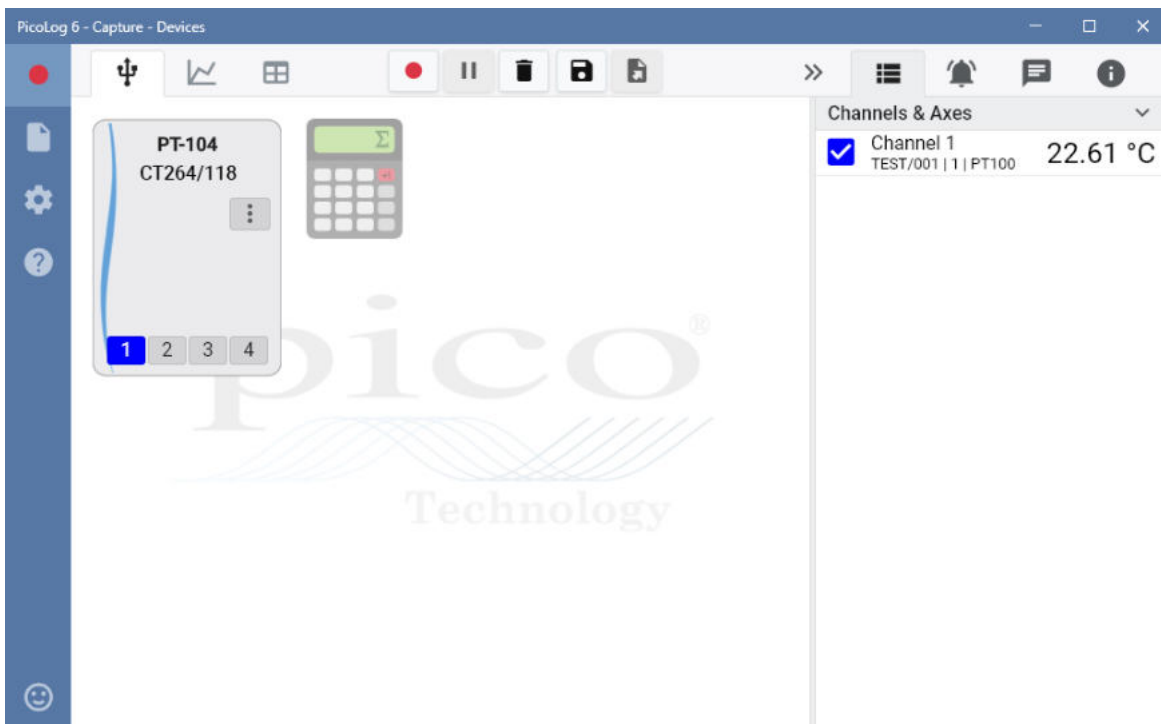 PicoLog 6 - Capture - Devices
Channels & Axes
PT-104
CT264/118
Σ
1 2 3 4
Channel 1
TEST/001 | 1 | PT100
22.61 °C
pico®
Technology